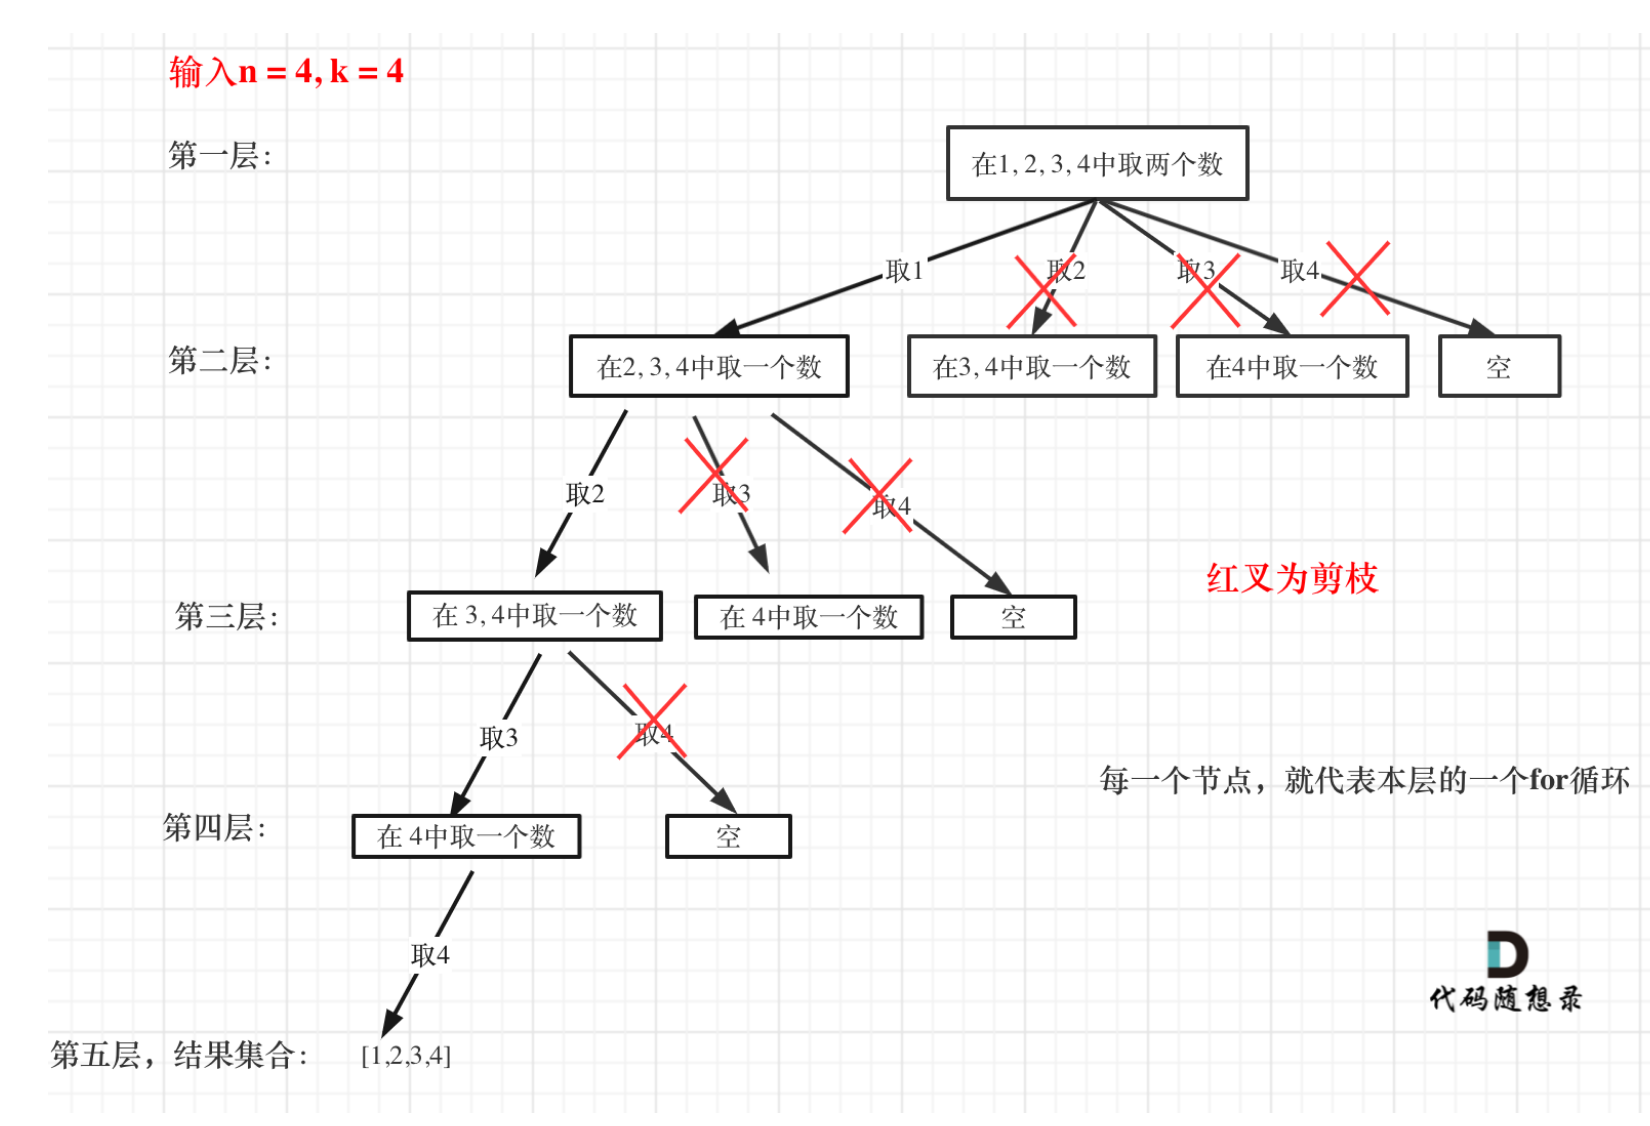 输入n = 4, k = 4
第一层：
在1, 2, 3, 4中取两个数
取1
取2
取3
取4
第二层：
在2, 3, 4中取一个数
在3, 4中取一个数
在4中取一个数
空
取2
取3
取4
红叉为剪枝
第三层：
在 3, 4中取一个数
在 4中取一个数
空
取3
取4
每一个节点，就代表本层的一个for循环
第四层：
在 4中取一个数
空
取4
代码随想录
第五层，结果集合：
[1,2,3,4]